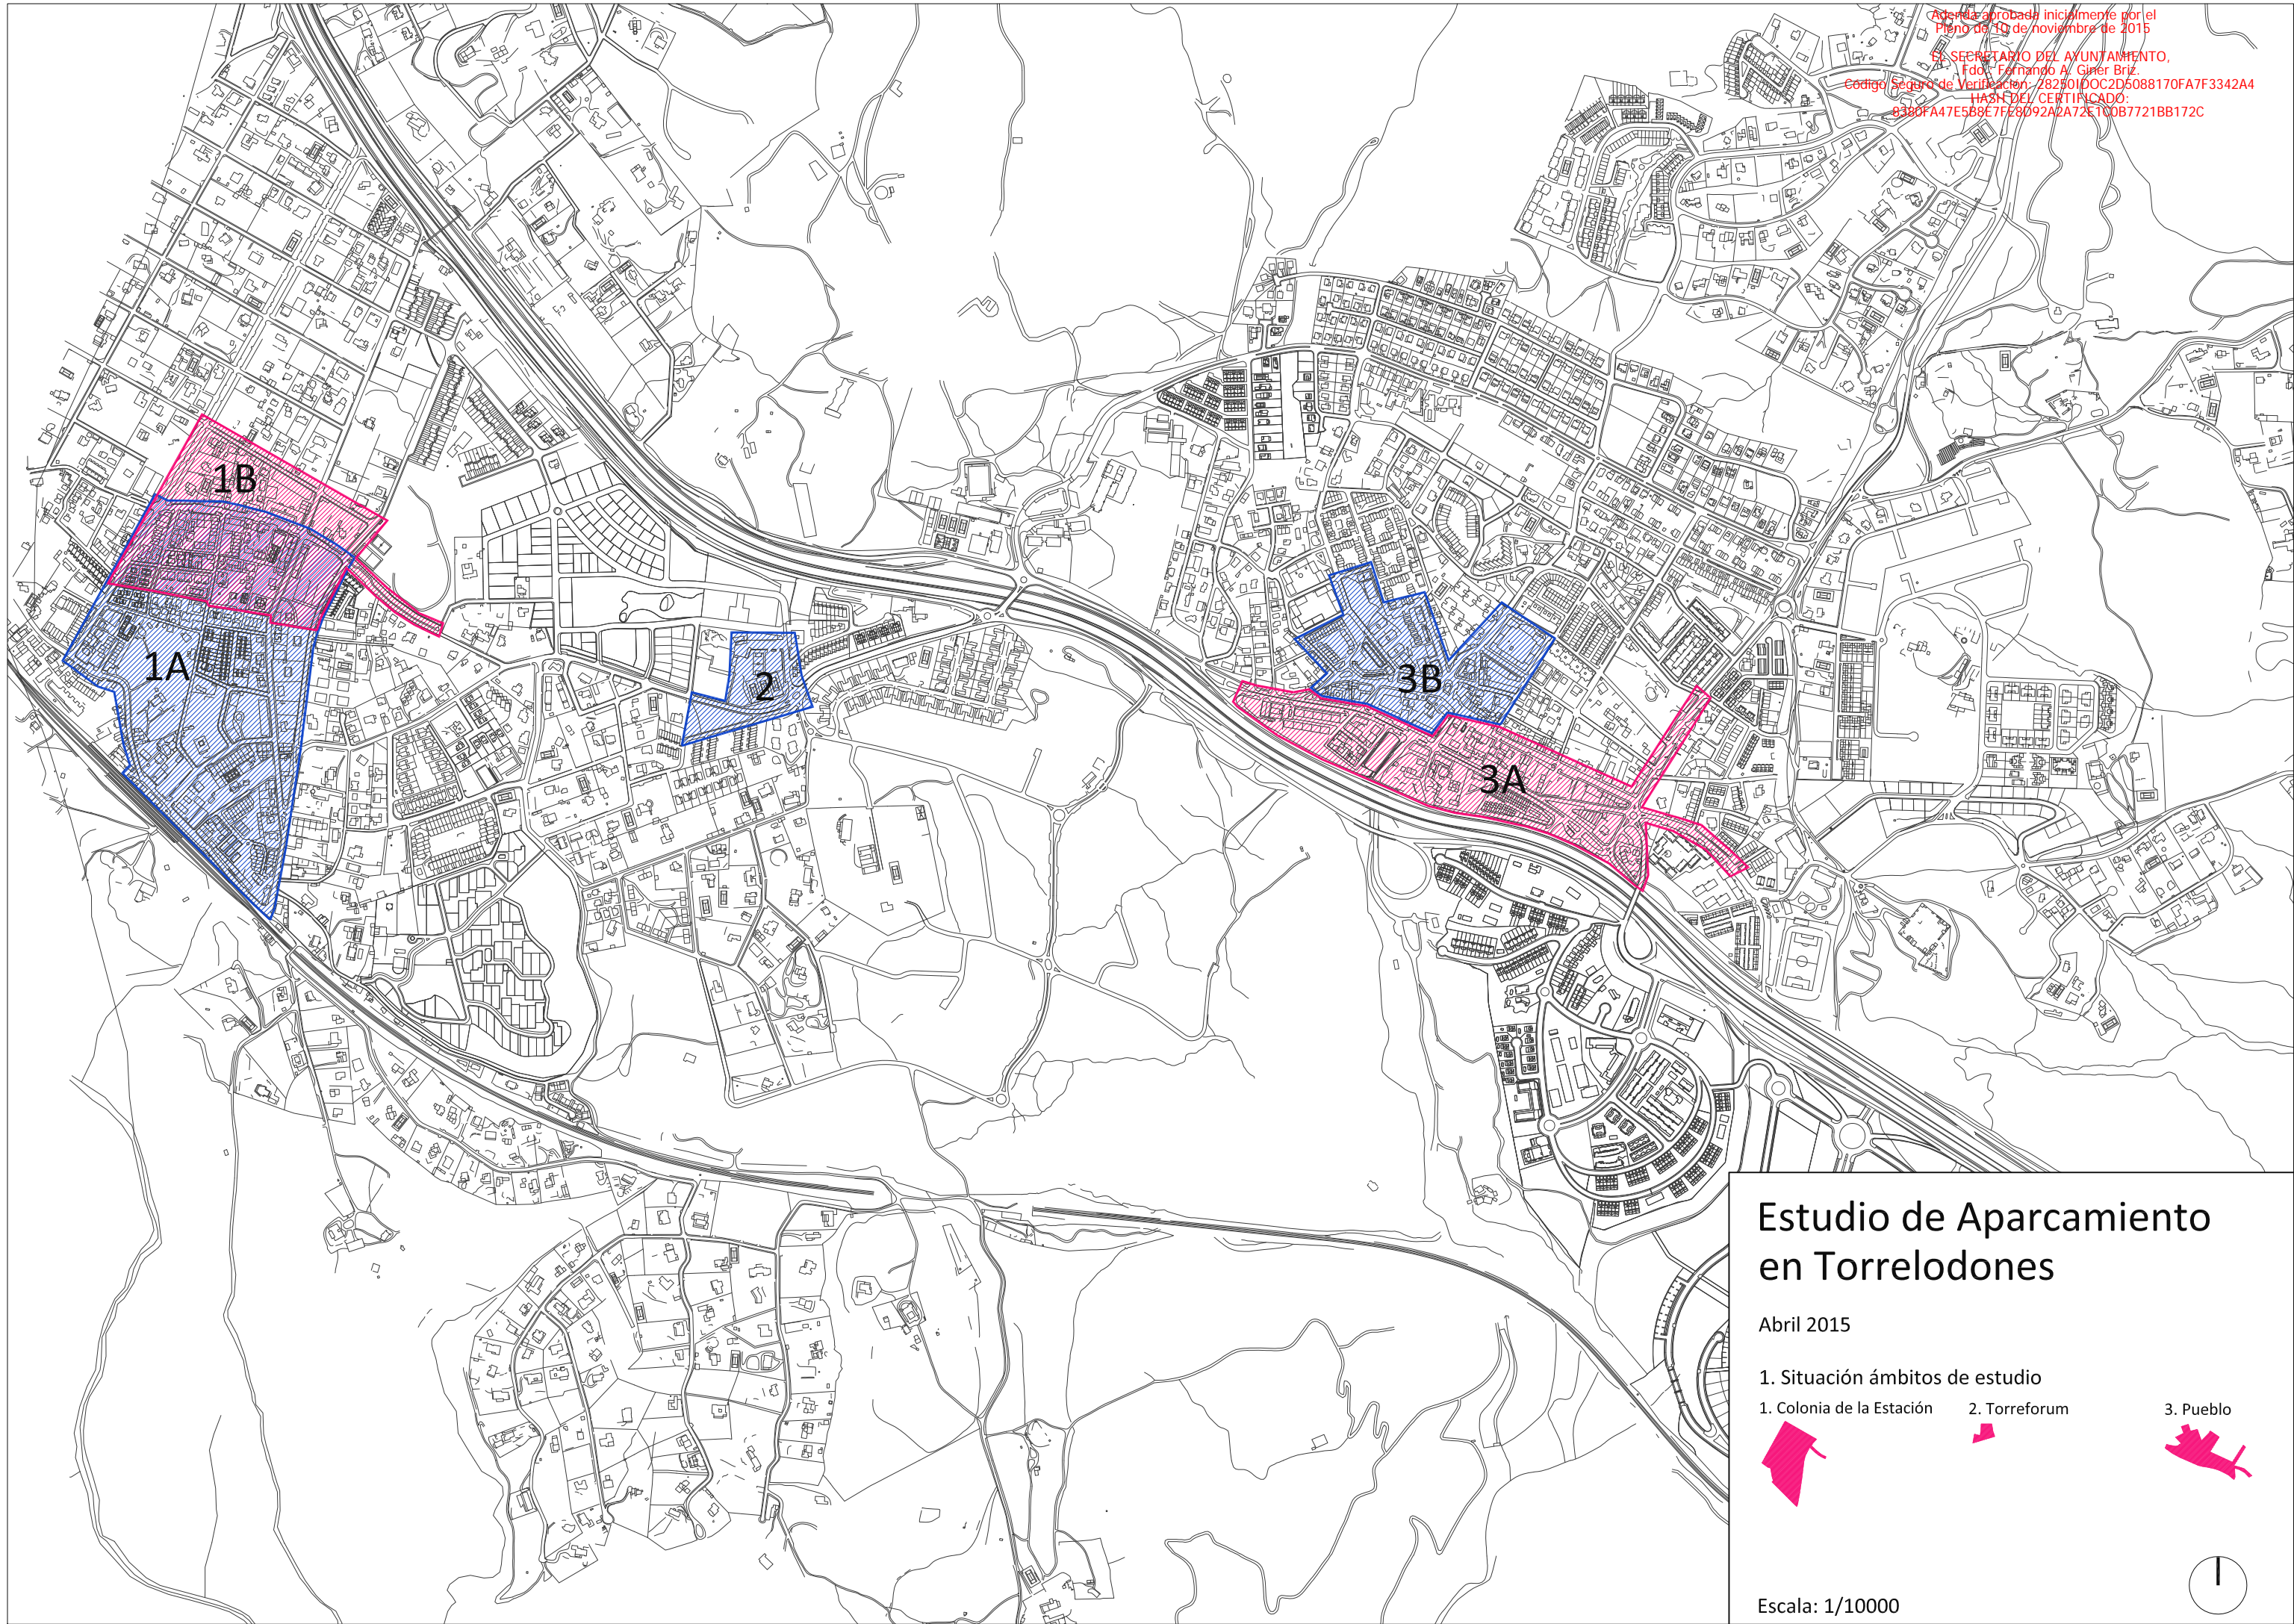 Adenda aprobada inicialmente por el
Pleno de 10 de noviembre de 2015
EL SECRETARIO DEL AYUNTAMIENTO,
Fdo.: Fernando A. Giner Briz.
Código Seguro de Verificación: 28250IDOC2D5088170FA7F3342A4
HASH DEL CERTIFICADO:
8380FA47E5B8E7FE8D92A2A72E1C0B7721BB172C
1B
1A
2
3B
3A
Estudio de Aparcamiento
en Torrelodones
Abril 2015
1. Situación ámbitos de estudio
1. Colonia de la Estación
2. Torreforum
3. Pueblo
Escala: 1/10000